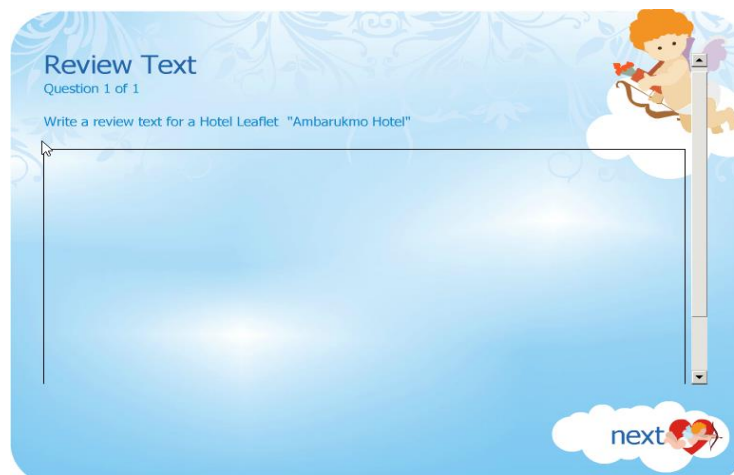 Review Text
Question 1 of 1
Write a review text for a Hotel Leaflet "Ambarukmo Hotel"
next